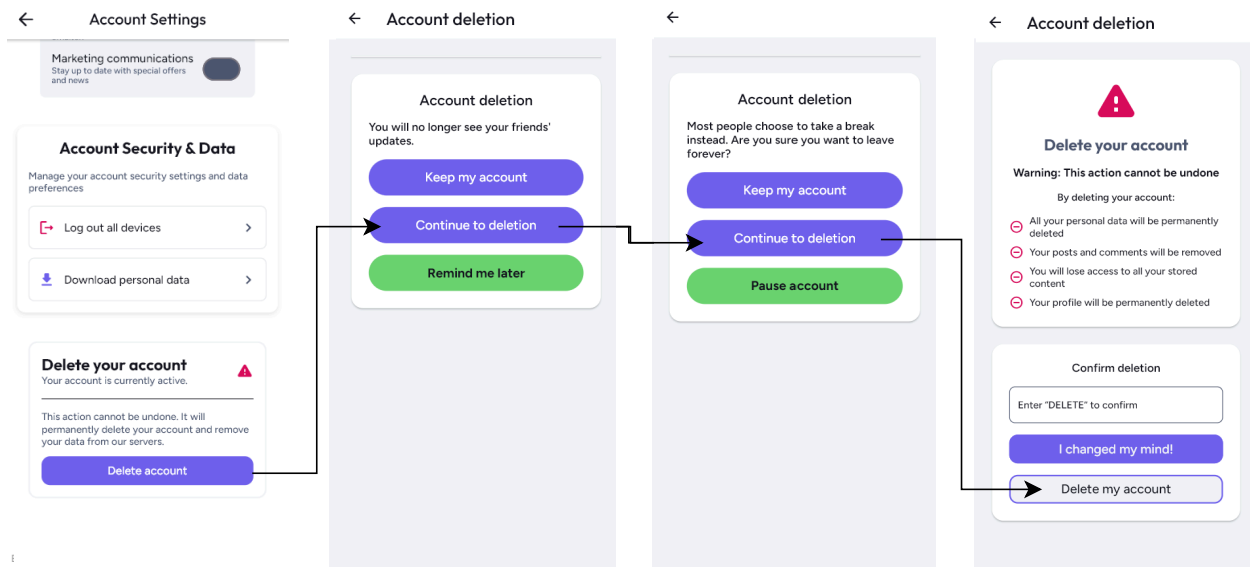 Account Settings
Marketing communications
Stay up to date with special offers
and news
Account Security & Data
Manage your account security settings and data
preferences
Log out all devices
Download personal data
Delete your account
Your account is currently active.
This action cannot be undone. It will
permanently delete your account and remove
your data from our servers.
Delete account
Account deletion
Account deletion
You will no longer see your friends'
updates.
Keep my account
Continue to deletion
Remind me later
Account deletion
Most people choose to take a break
instead. Are you sure you want to leave
forever?
Keep my account
Continue to deletion
Pause account
Account deletion
Delete your account
Warning: This action cannot be undone
By deleting your account:
All your personal data will be permanently
deleted
Your posts and comments will be removed
You will lose access to all your stored
content
Your profile will be permanently deleted
Confirm deletion
Enter "DELETE" to confirm
I changed my mind!
Delete my account